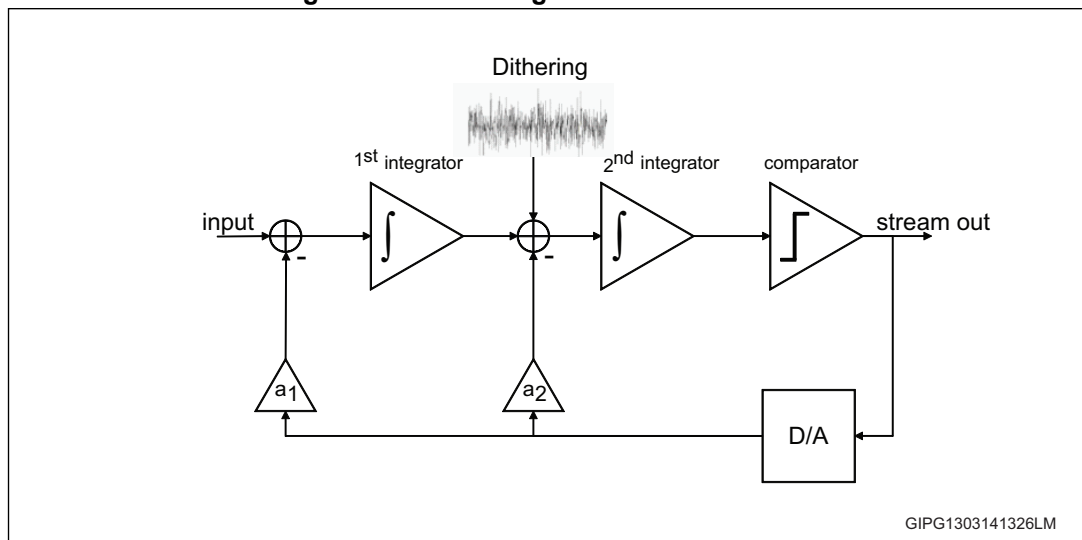 Dithering
1st integrator
2nd integrator
comparator
input
stream out
-
-
a1
a2
D/A
GIPG1303141326LM